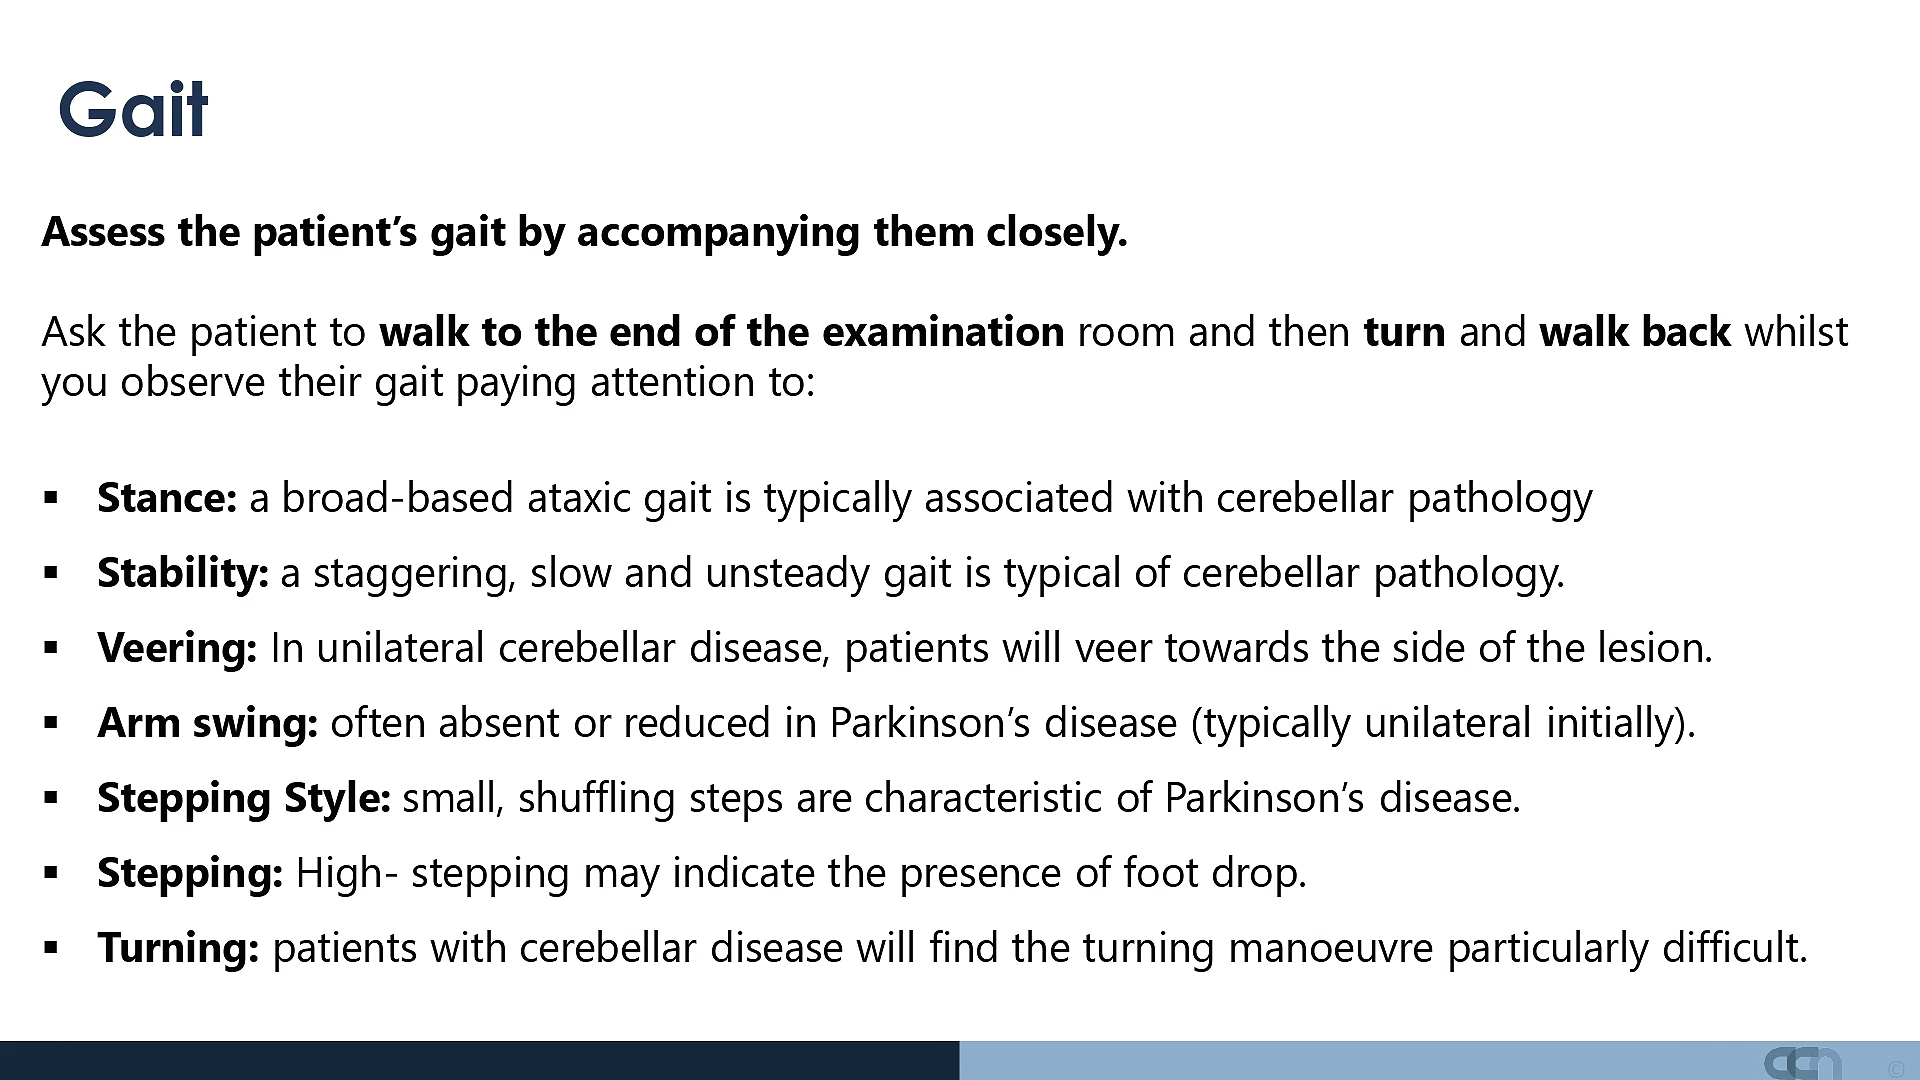 Gait
Assess the patient’s gait by accompanying them closely.
Ask the patient to walk to the end of the examination room and then turn and walk back whilst
you observe their gait paying attention to:
▪ Stance: a broad-based ataxic gait is typically associated with cerebellar pathology
▪ Stability: a staggering, slow and unsteady gait is typical of cerebellar pathology.
▪ Veering: In unilateral cerebellar disease, patients will veer towards the side of the lesion.
▪ Arm swing: often absent or reduced in Parkinson’s disease (typically unilateral initially).
▪ Stepping Style: small, shuffling steps are characteristic of Parkinson’s disease.
▪ Stepping: High- stepping may indicate the presence of foot drop.
▪ Turning: patients with cerebellar disease will find the turning manoeuvre particularly difficult.
©